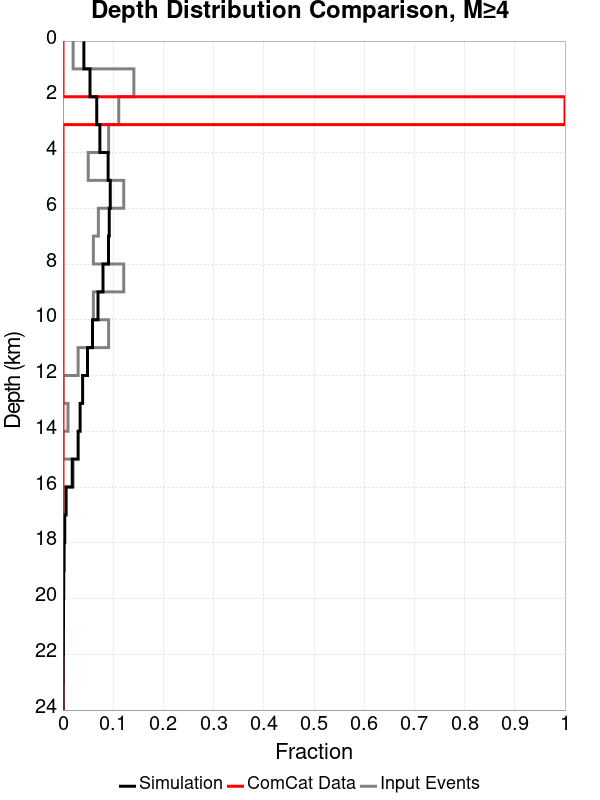 Depth Distribution Comparison, M≥4
0
2
4
6
8
10
12
14
16
18
20
22
24
Depth (km)
0 0.1 0.2 0.3 0.4 0.5 0.6 0.7 0.8 0.9 1
Fraction
Simulation ComCat Data Input Events